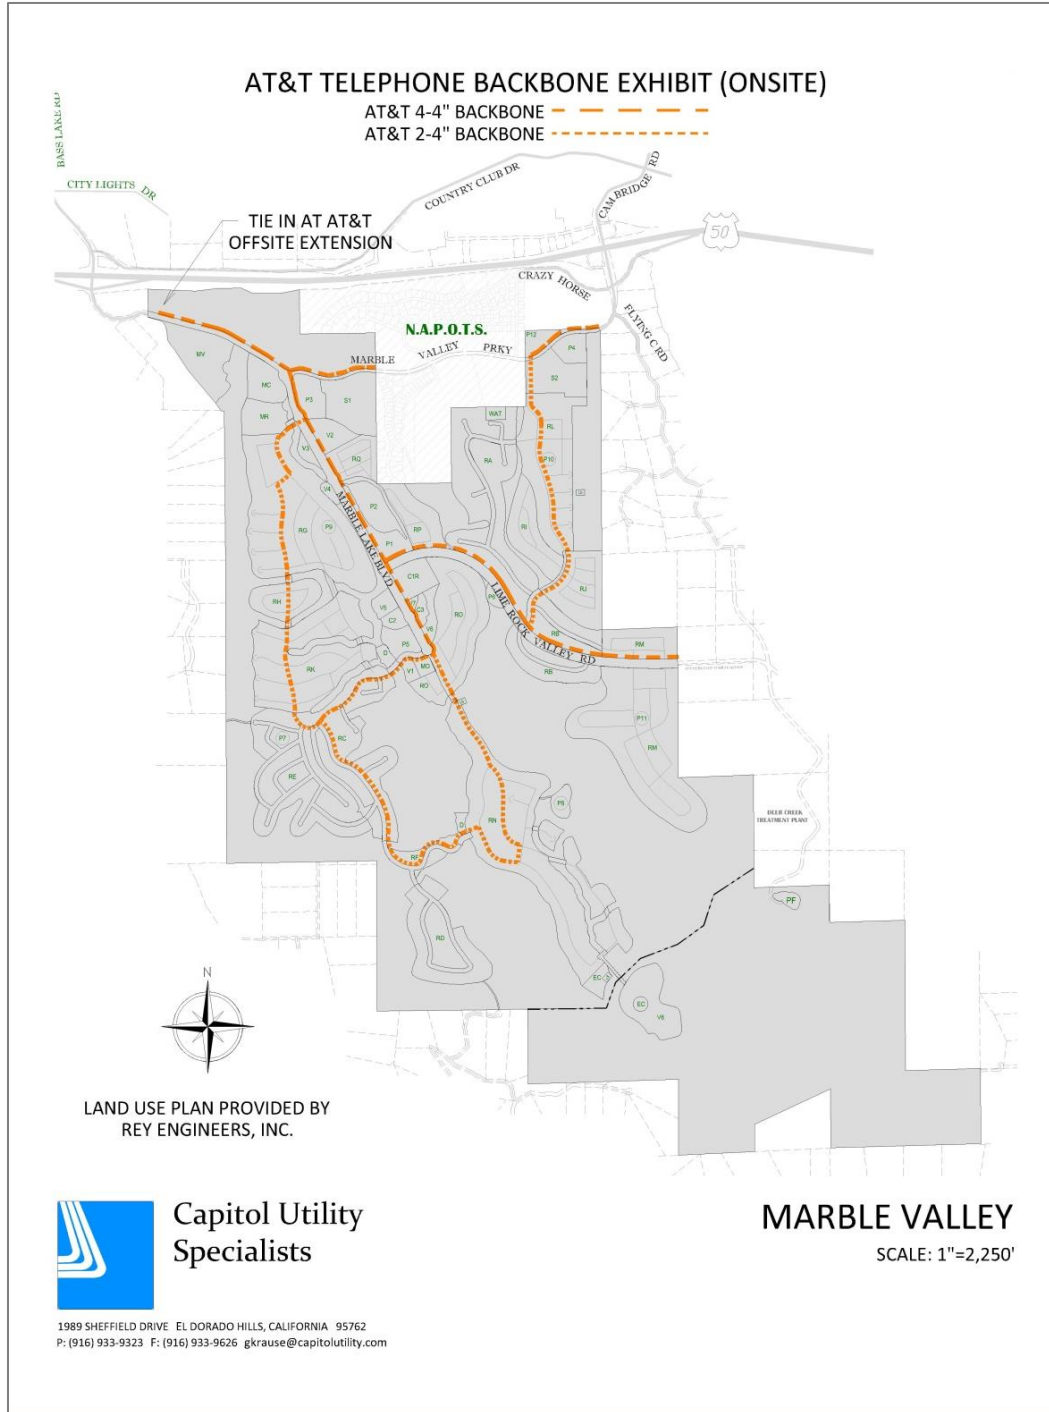 AT&T TELEPHONE BACKBONE EXHIBIT (ONSITE)
AT&T 4-4" BACKBONE
AT&T 2-4" BACKBONE
BASS LAKE RD
CITY LIGHTS DR
COUNTRY CLUB DR
CAMBRIDGE RD
50
TIE IN AT AT&T
OFFSITE EXTENSION
CRAZY HORSE
FLYING C RD
N.A.P.O.T.S.
MARBLE VALLEY PRKY
P12
P4
MV
S2
NC
P3
S1
MR
WAT
RL
V2
V3
RQ
RA
P10
V4
P2
RG
P9
RP
RI
MARBLE LAKE BLVD
P1
C1R
RH
RJ
LIME ROCK VALLEY RD
V5
C3
C2
V6
RO
RB
RM
P5
D
RK
V1
MO
RO
RB
P11
P7
RC
RM
RE
P8
DEER CREEK
TREATMENT PLANT
RN
D
RF
PF
RD
EC
EC
V8
N
LAND USE PLAN PROVIDED BY
REY ENGINEERS, INC.
Capitol Utility
Specialists
MARBLE VALLEY
SCALE: 1"=2,250'
1989 SHEFFIELD DRIVE EL DORADO HILLS, CALIFORNIA 95762
P: (916) 933-9323 F: (916) 933-9626 gkrause@capitolutility.com